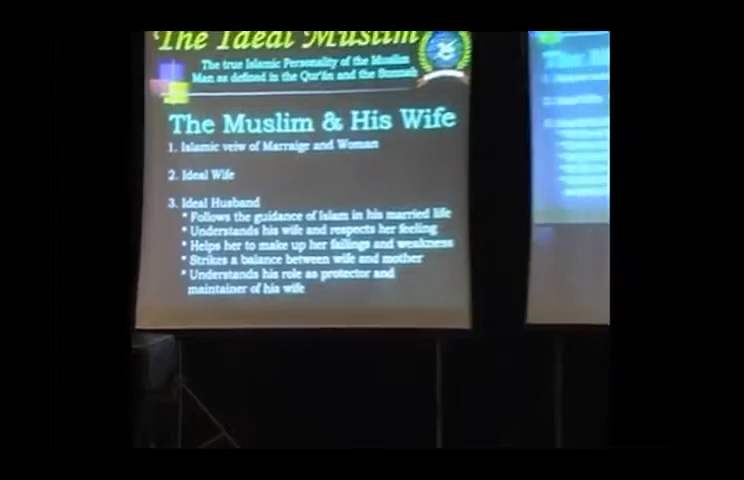 The Ideal Muslim
The true Islamic Personality of the Muslim
Man as defined in the Qur'an and the Sunnah
The Muslim & His Wife
1. Islamic veiw of Marraige and Woman
2. Ideal Wife
3. Ideal Husband
* Follows the guidance of Islam in his married life
* Understands his wife and respects her feeling
* Helps her to make up her failings and weakness
* Strikes a balance between wife and mother
* Understands his role as protector and
maintainer of his wife